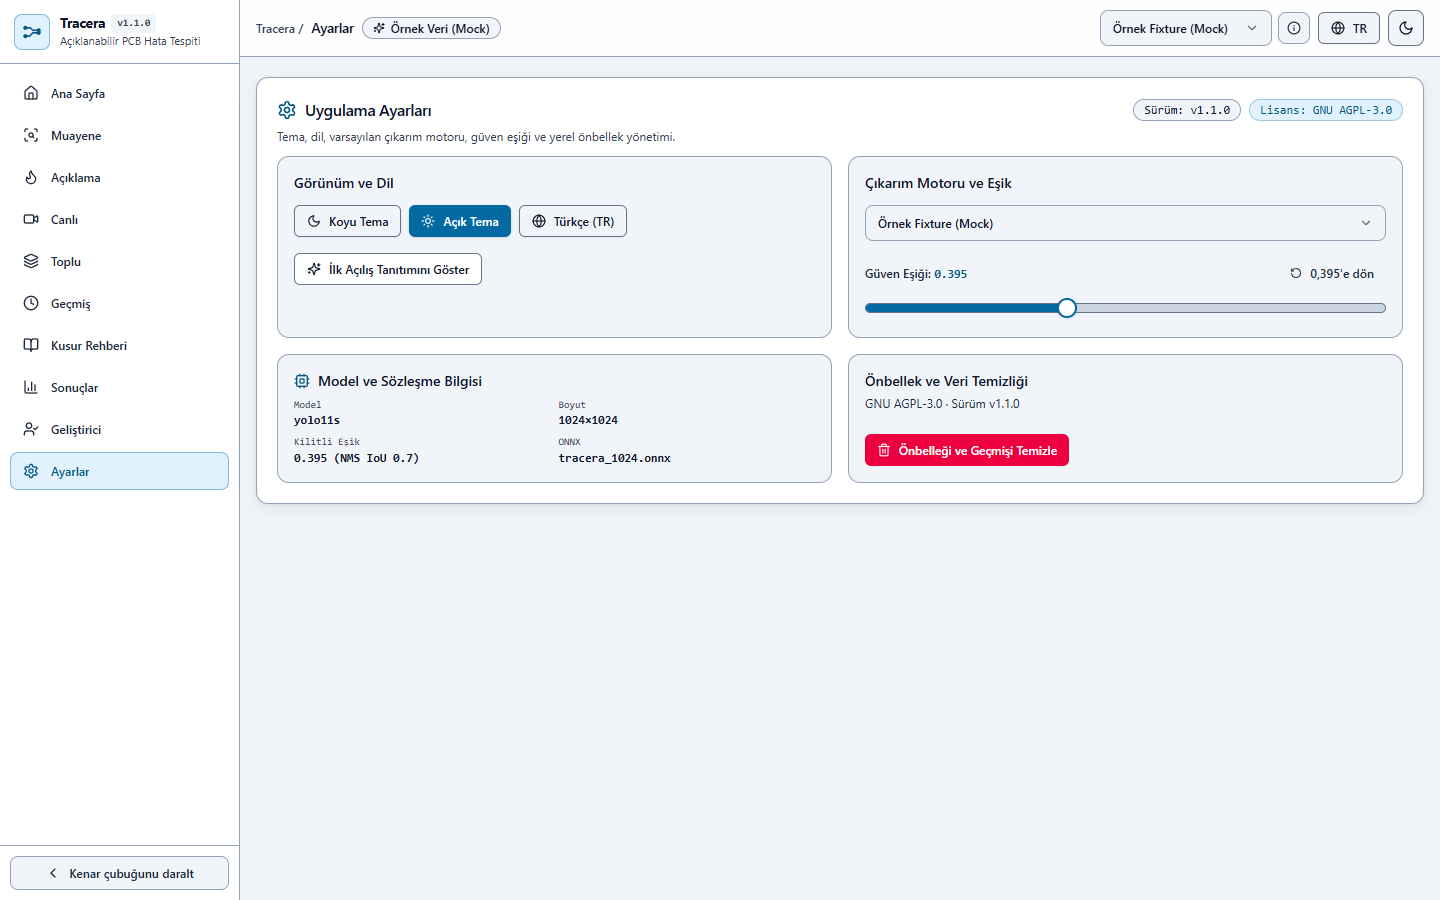 Tracera v1.1.0
Açıklanabilir PCB Hata Tespiti
Ana Sayfa
Muayene
Açıklama
Canlı
Toplu
Geçmiş
Kusur Rehberi
Sonuçlar
Geliştirici
Ayarlar
Kenar çubuğunu daralt
Tracera / Ayarlar Örnek Veri (Mock)
Örnek Fixture (Mock) TR
Uygulama Ayarları
Sürüm: v1.1.0 Lisans: GNU AGPL-3.0
Tema, dil, varsayılan çıkarım motoru, güven eşiği ve yerel önbellek yönetimi.
Görünüm ve Dil
Koyu Tema Açık Tema Türkçe (TR)
İlk Açılış Tanıtımını Göster
Çıkarım Motoru ve Eşik
Örnek Fixture (Mock)
Güven Eşiği: 0.395 0,395'e dön
Model ve Sözleşme Bilgisi
Model Boyut
yolo11s 1024×1024
Kilitli Eşik ONNX
0.395 (NMS IoU 0.7) tracera_1024.onnx
Önbellek ve Veri Temizliği
GNU AGPL-3.0 · Sürüm v1.1.0
Önbelleği ve Geçmişi Temizle